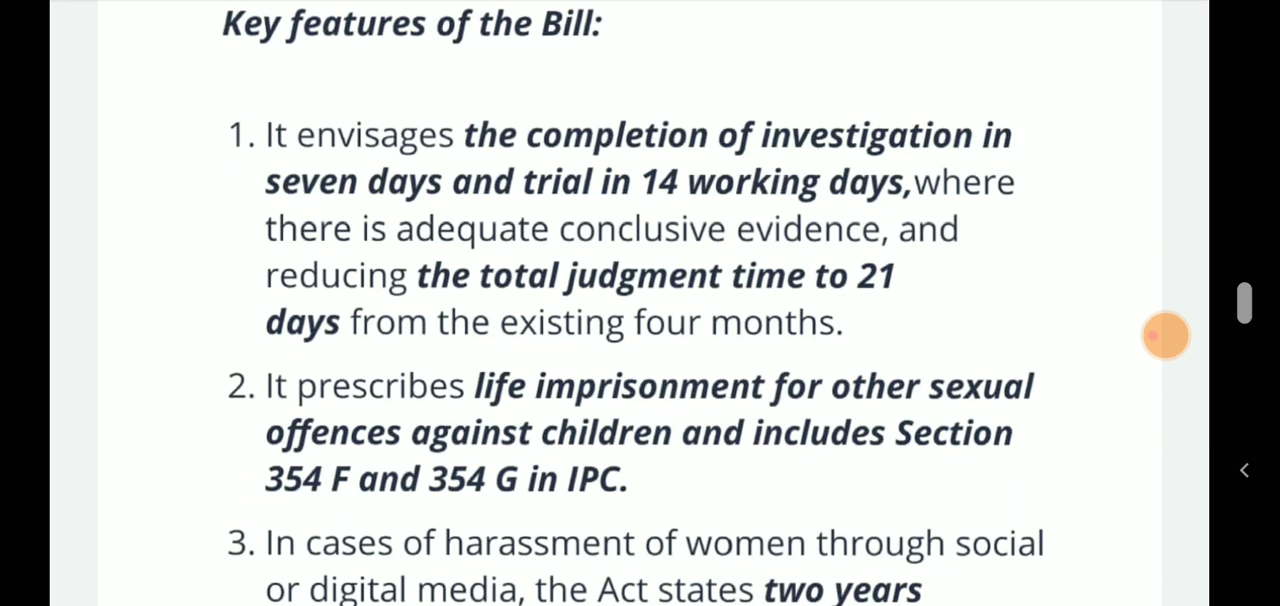 Key features of the Bill:
1. It envisages the completion of investigation in
seven days and trial in 14 working days,where
there is adequate conclusive evidence, and
reducing the total judgment time to 21
days from the existing four months.
2. It prescribes life imprisonment for other sexual
offences against children and includes Section
354 F and 354 G in IPC.
3. In cases of harassment of women through social
or digital media, the Act states two years